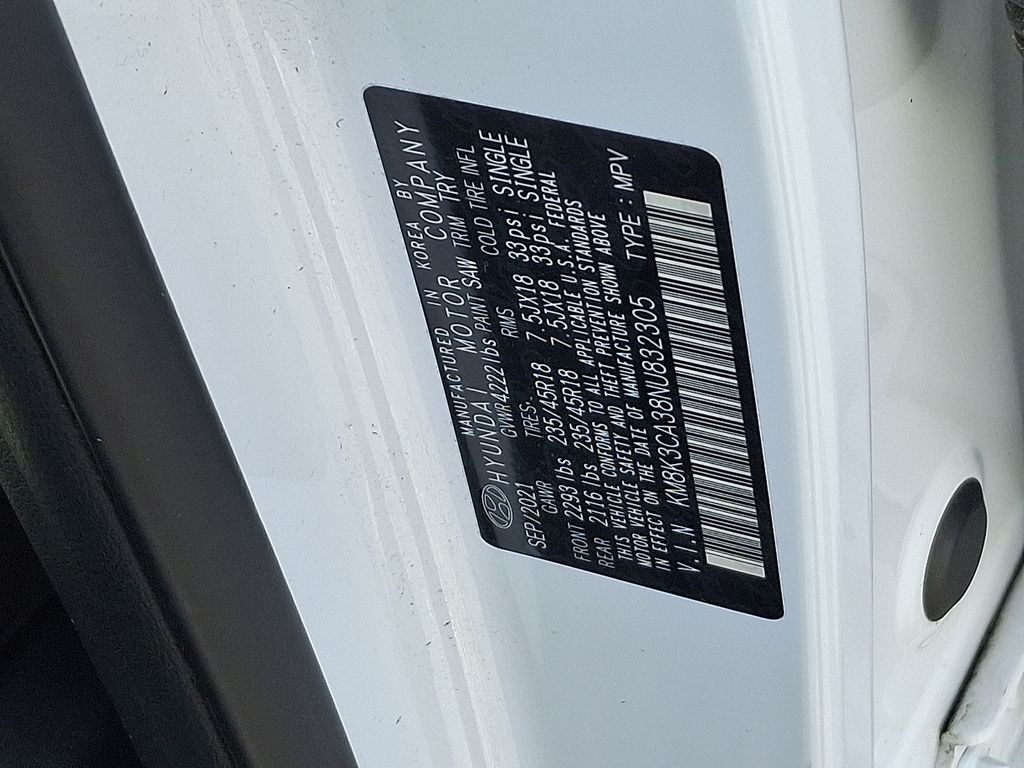 MANUFACTURED IN KOREA BY
HYUNDAI MOTOR COMPANY
SEP/2021 GVWR 4222 lbs PAINT SAW TRIM TRY
GAWR TIRES RIMS COLD TIRE INFL
FRONT 2293 lbs 235/45R18 7.5JX18 33psi SINGLE
REAR 2116 lbs 235/45R18 7.5JX18 33psi SINGLE
THIS VEHICLE CONFORMS TO ALL APPLICABLE U.S.A. FEDERAL
MOTOR VEHICLE SAFETY AND THEFT PREVENTION STANDARDS
IN EFFECT ON THE DATE OF MANUFACTURE SHOWN ABOVE
V.I.N KM8K3CA38NU832305 TYPE : MPV